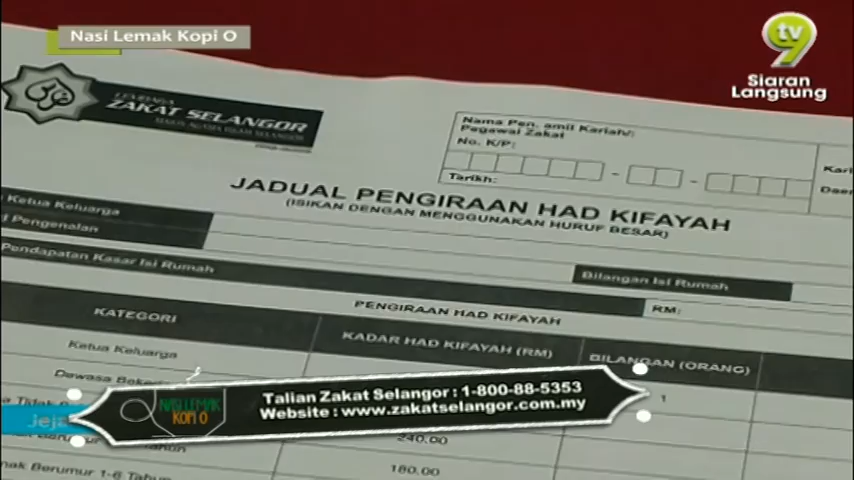 Nasi Lemak Kopi O
tv9
Siaran
Langsung
LEMBAGA
ZAKAT SELANGOR
MAJLIS AGAMA ISLAM SELANGOR
Nama Pen. amil Kariah/:
Pegawai Zakat
No. K/P:
Tarikh:
Kari
JADUAL PENGIRAAN HAD KIFAYAH
(ISIKAN DENGAN MENGGUNAKAN HURUF BESAR)
Ketua Keluarga
Pengenalan
Pendapatan Kasar Isi Rumah
Bilangan Isi Rumah
RM:
PENGIRAAN HAD KIFAYAH
KATEGORI
KADAR HAD KIFAYAH (RM)
BILANGAN (ORANG)
Ketua Keluarga
1
Dewasa Beker
Tidak
240.00
Berumur 1-6 Tahun
180.00
Jeja
NASI LEMAK
KOPI O
Talian Zakat Selangor : 1-800-88-5353
Website : www.zakatselangor.com.my